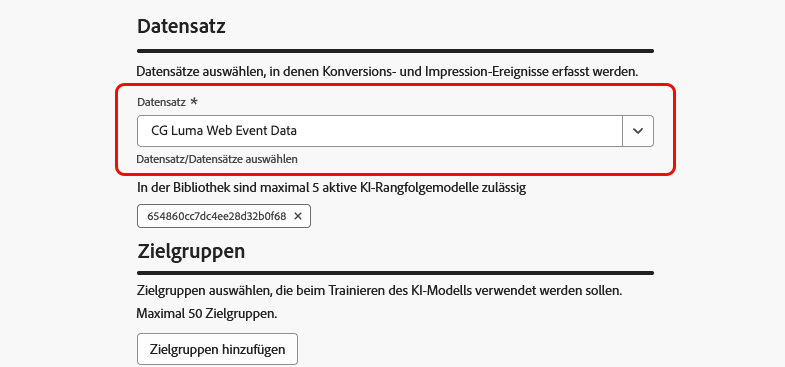 Datensatz
Datensätze auswählen, in denen Konversions- und Impression-Ereignisse erfasst werden.
Datensatz *
CG Luma Web Event Data
Datensatz/Datensätze auswählen
In der Bibliothek sind maximal 5 aktive KI-Rangfolgemodelle zulässig
654860cc7dc4ee28d32b0f68 ×
Zielgruppen
Zielgruppen auswählen, die beim Trainieren des KI-Modells verwendet werden sollen.
Maximal 50 Zielgruppen.
Zielgruppen hinzufügen